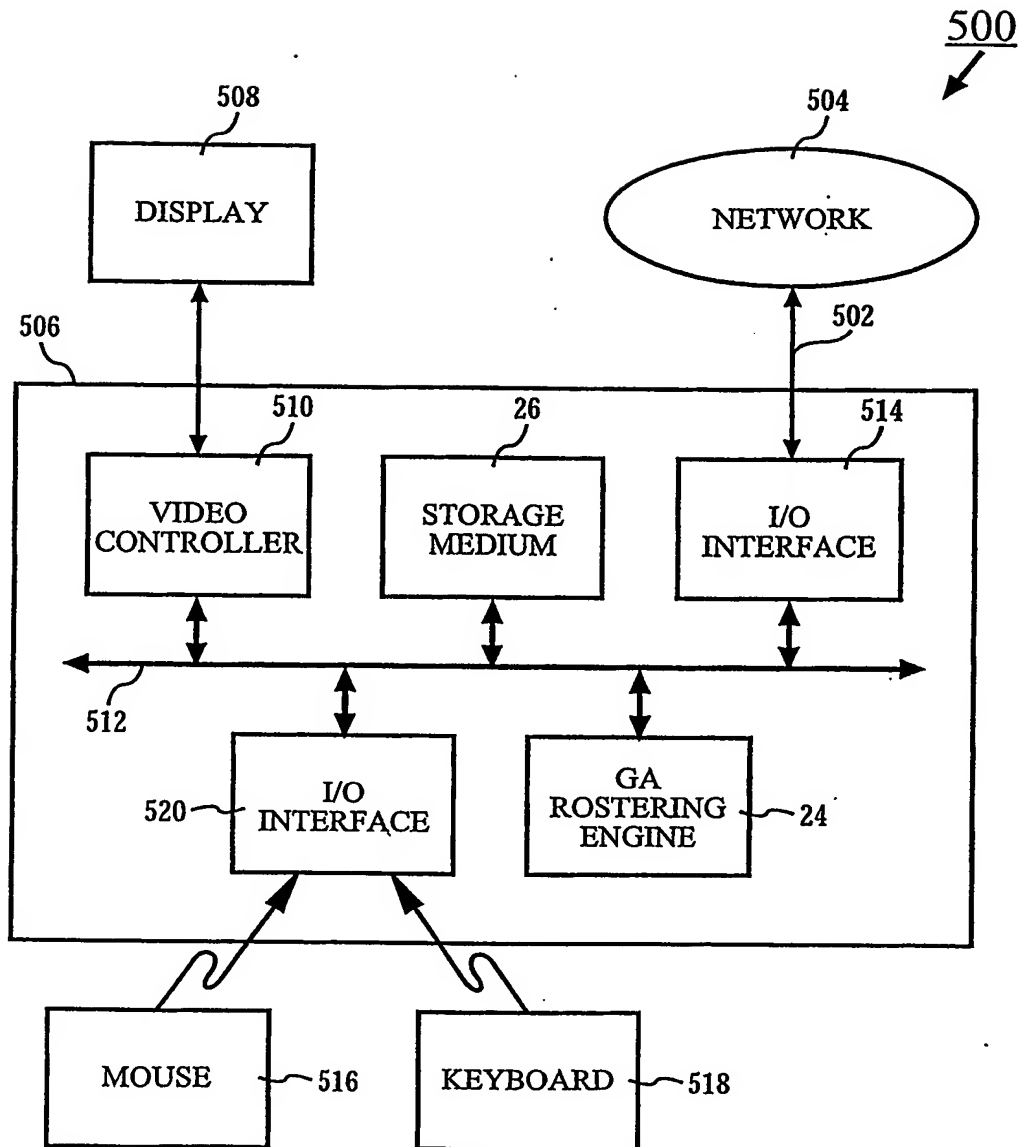 500
508
504
DISPLAY
NETWORK
506
502
510
26
514
VIDEO
CONTROLLER
STORAGE
MEDIUM
I/O
INTERFACE
512
520
I/O
INTERFACE
GA
ROSTERING
ENGINE
24
MOUSE
516
KEYBOARD
518